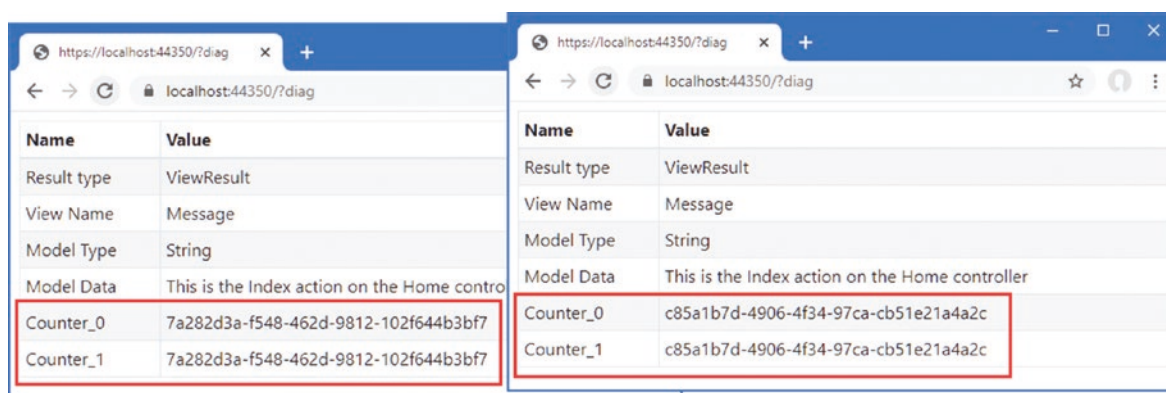 https://localhost:44350/?diag
localhost:44350/?diag
Name Value
Result type ViewResult
View Name Message
Model Type String
Model Data This is the Index action on the Home contro
Counter_0 7a282d3a-f548-462d-9812-102f644b3bf7
Counter_1 7a282d3a-f548-462d-9812-102f644b3bf7
https://localhost:44350/?diag
localhost:44350/?diag
Name Value
Result type ViewResult
View Name Message
Model Type String
Model Data This is the Index action on the Home controller
Counter_0 c85a1b7d-4906-4f34-97ca-cb51e21a4a2c
Counter_1 c85a1b7d-4906-4f34-97ca-cb51e21a4a2c